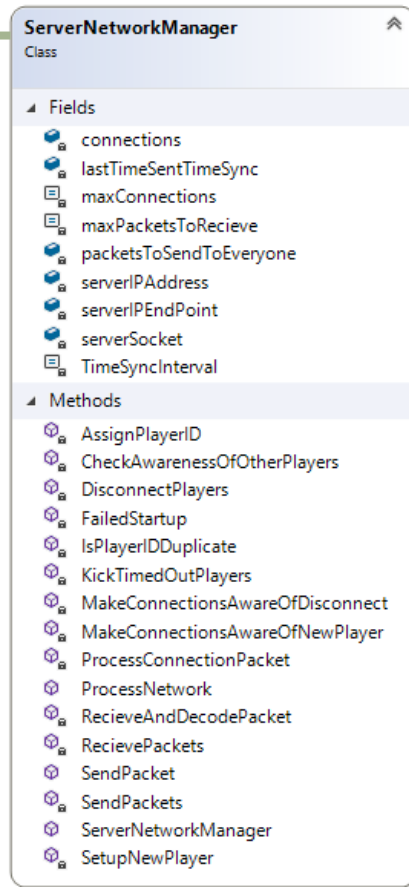 ServerNetworkManager
Class
Fields
connections
lastTimeSentTimeSync
maxConnections
maxPacketsToRecieve
packetsToSendToEveryone
serverIPAddress
serverIPEndPoint
serverSocket
TimeSyncInterval
Methods
AssignPlayerID
CheckAwarenessOfOtherPlayers
DisconnectPlayers
FailedStartup
IsPlayerIDDuplicate
KickTimedOutPlayers
MakeConnectionsAwareOfDisconnect
MakeConnectionsAwareOfNewPlayer
ProcessConnectionPacket
ProcessNetwork
RecieveAndDecodePacket
RecievePackets
SendPacket
SendPackets
ServerNetworkManager
SetupNewPlayer